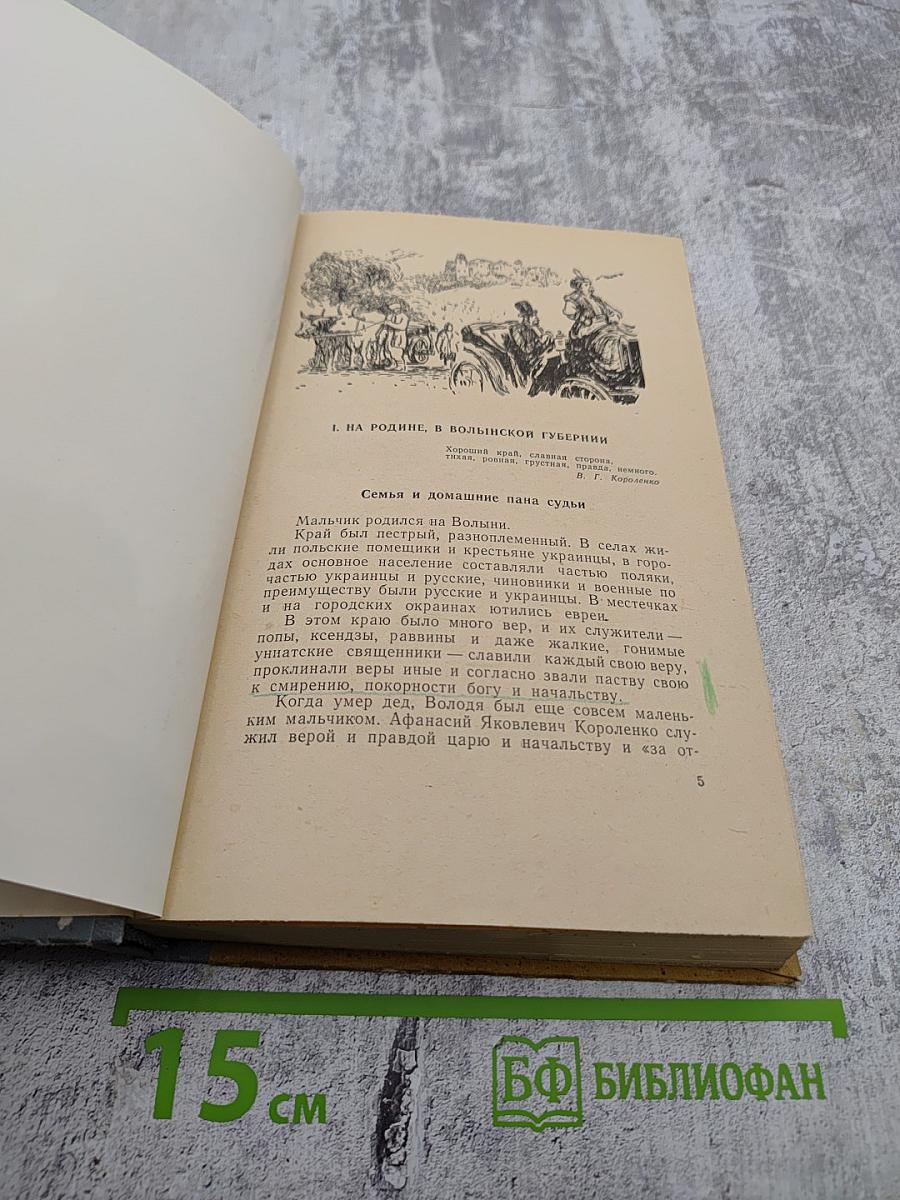 I. НА РОДИНЕ, В ВОЛЫНСКОЙ ГУБЕРНИИ
Хороший край, славная сторона,
тихая, ровная, грустная, правда, немного.
В. Г. Короленко
Семья и домашние пана судьи
Мальчик родился на Волыни.
Край был пестрый, разноплеменный. В селах жи-
ли польские помещики и крестьяне украинцы, в горо-
дах основное население составляли частью поляки,
частью украинцы и русские, чиновники и военные по
преимуществу были русские и украинцы. В местечках
и на городских окраинах ютились евреи.
В этом краю было много вер, и их служители —
попы, ксендзы, раввины и даже жалкие, гонимые
униатские священники — славили каждый свою веру,
проклинали веры иные и согласно звали паству свою
к смирению, покорности богу и начальству.
Когда умер дед, Володя был еще совсем малень-
ким мальчиком. Афанасий Яковлевич Короленко слу-
жил верой и правдой царю и начальству и «за от-
5
15 см
БФ БИБЛИОФАН